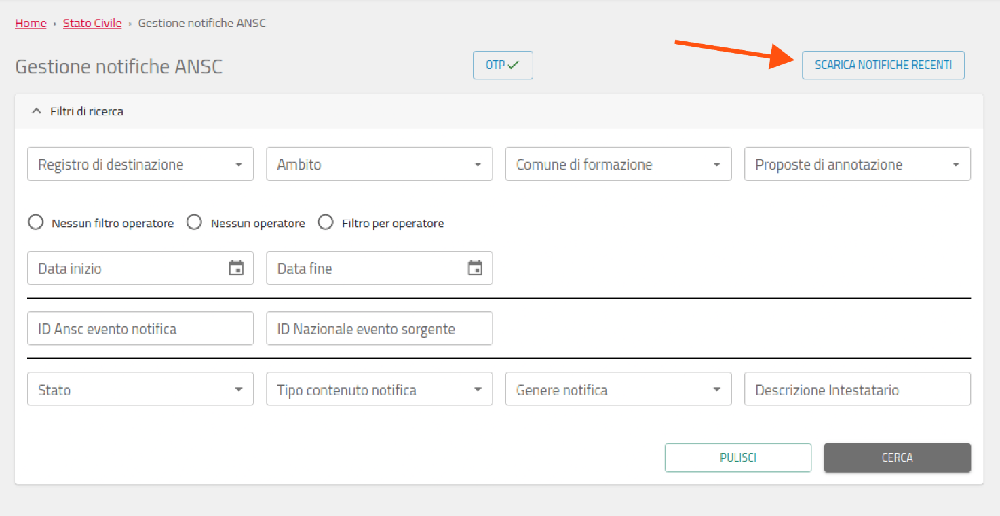 Home › Stato Civile › Gestione notifiche ANSC
Gestione notifiche ANSC
OTP
SCARICA NOTIFICHE RECENTI
Filtri di ricerca
Registro di destinazione
Ambito
Comune di formazione
Proposte di annotazione
Nessun filtro operatore
Nessun operatore
Filtro per operatore
Data inizio
Data fine
ID Ansc evento notifica
ID Nazionale evento sorgente
Stato
Tipo contenuto notifica
Genere notifica
Descrizione Intestatario
PULISCI
CERCA